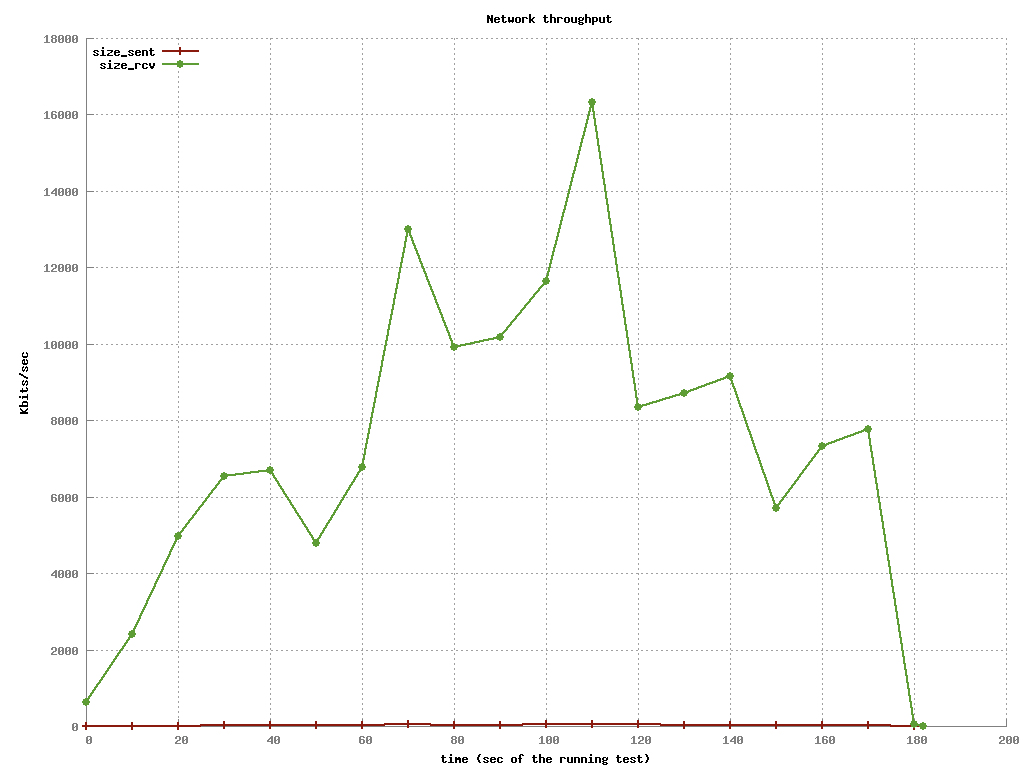 Network throughput
18000
size_sent
size_rcv
16000
14000
12000
10000
Kbits/sec
8000
6000
4000
2000
0
0 20 40 60 80 100 120 140 160 180 200
time (sec of the running test)